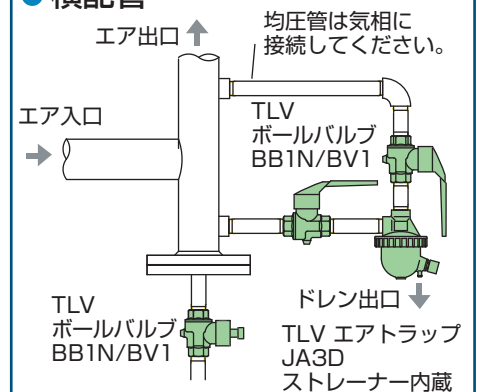 ● 横配管
エア出口
均圧管は気相に
接続してください。
エア入口
TLV
ボールバルブ
BB1N/BV1
TLV
ボールバルブ
BB1N/BV1
ドレン出口
TLV エアトラップ
JA3D
ストレーナー内蔵